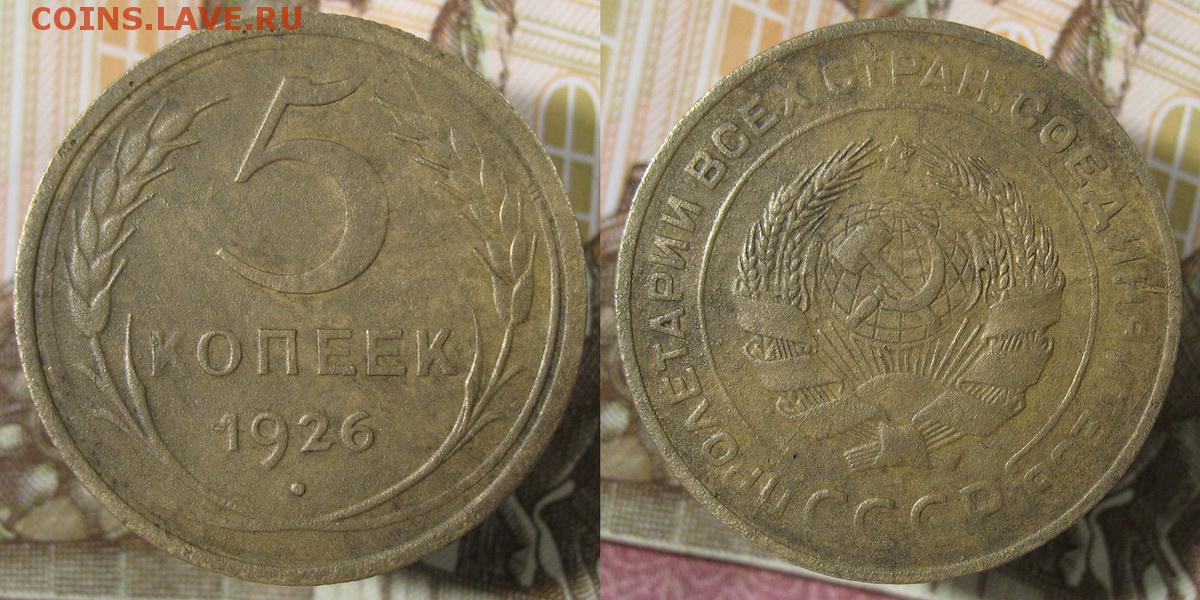 COINS.LAVE.RU
5
КОПЕЕК
1926
ПРОЛЕТАРИИ ВСЕХ СТРАН, СОЕДИНЯЙТЕСЬ
СССР